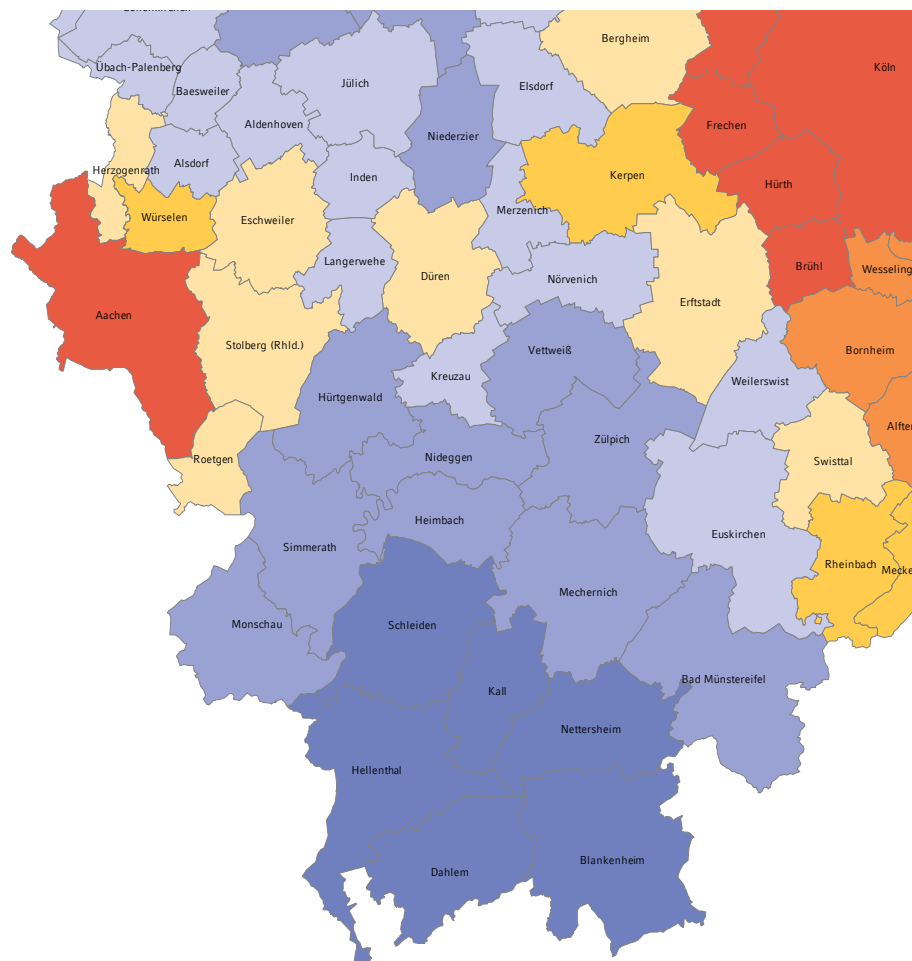 Übach-Palenberg
Bergheim
Köln
Jülich
Elsdorf
Baesweiler
Aldenhoven
Niederzier
Frechen
Herzogenrath
Alsdorf
Inden
Kerpen
Hürth
Würselen
Eschweiler
Merzenich
Langerwehe
Düren
Nörvenich
Brühl
Wesseling
Erftstadt
Aachen
Stolberg (Rhld.)
Vettweiß
Bornheim
Kreuzau
Weilerswist
Hürtgenwald
Zülpich
Alfter
Roetgen
Nideggen
Swisttal
Heimbach
Euskirchen
Simmerath
Rheinbach
Mecke
Mechernich
Monschau
Schleiden
Kall
Bad Münstereifel
Nettersheim
Hellenthal
Blankenheim
Dahlem